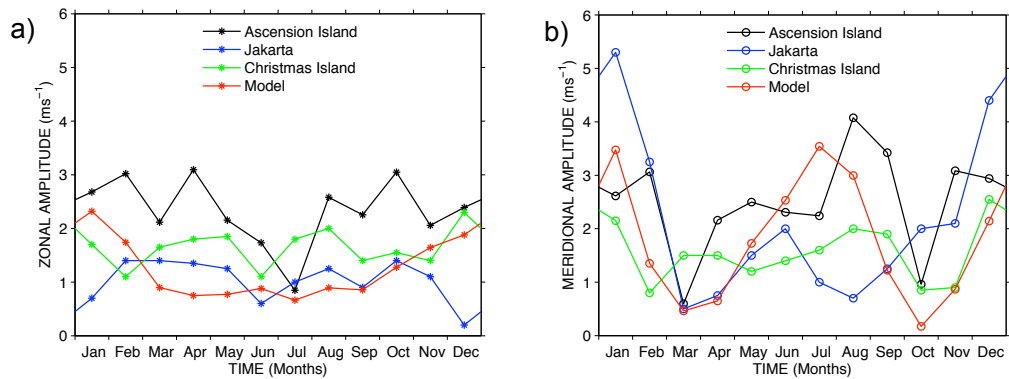 a)
ZONAL AMPLITUDE (ms⁻¹)
6
5
4
3
2
1
0
Ascension Island
Jakarta
Christmas Island
Model
Jan Feb Mar Apr May Jun Jul Aug Sep Oct Nov Dec
TIME (Months)
b)
MERIDIONAL AMPLITUDE (ms⁻¹)
6
5
4
3
2
1
0
Ascension Island
Jakarta
Christmas Island
Model
Jan Feb Mar Apr May Jun Jul Aug Sep Oct Nov Dec
TIME (Months)